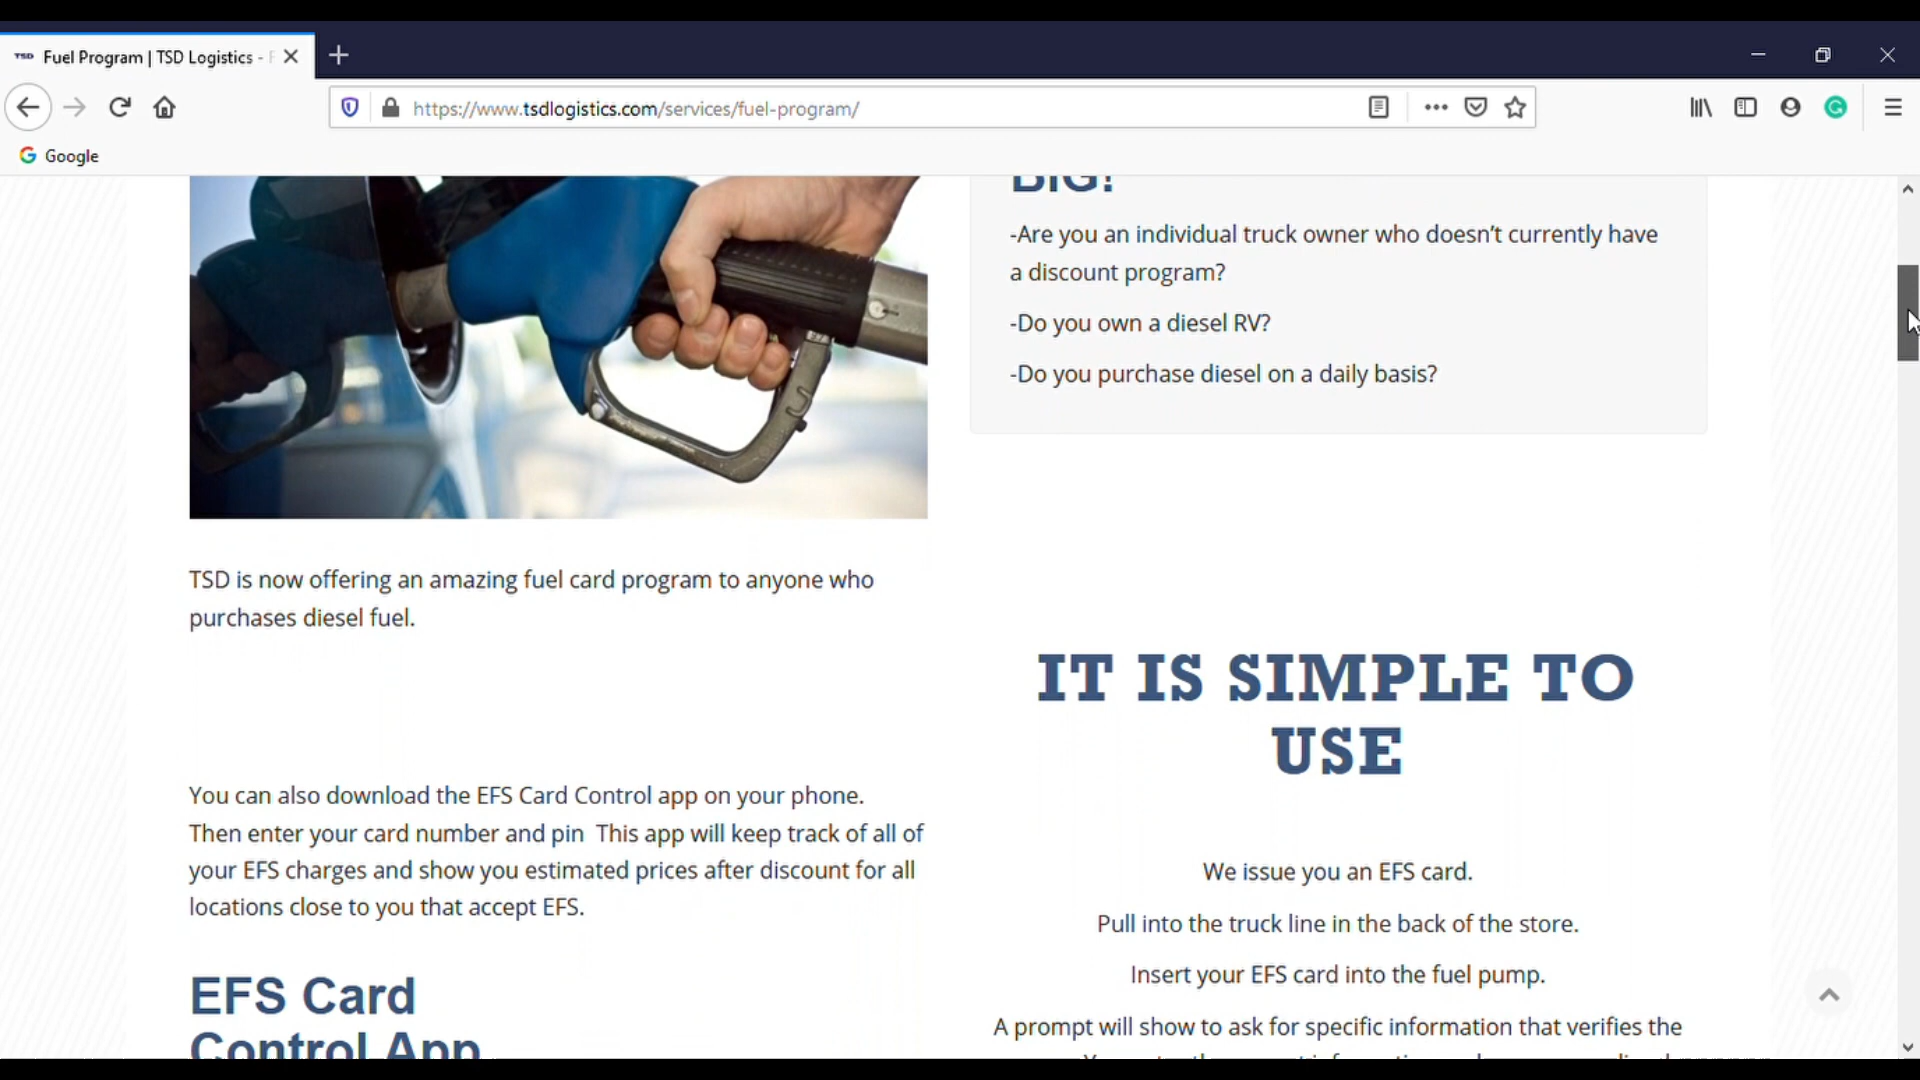 TSD Fuel Program | TSD Logistics -
https://www.tsdlogistics.com/services/fuel-program/
Google
BIG!
-Are you an individual truck owner who doesn't currently have
a discount program?
-Do you own a diesel RV?
-Do you purchase diesel on a daily basis?
TSD is now offering an amazing fuel card program to anyone who
purchases diesel fuel.
You can also download the EFS Card Control app on your phone.
Then enter your card number and pin  This app will keep track of all of
your EFS charges and show you estimated prices after discount for all
locations close to you that accept EFS.
EFS Card
Control App
IT IS SIMPLE TO
USE
We issue you an EFS card.
Pull into the truck line in the back of the store.
Insert your EFS card into the fuel pump.
A prompt will show to ask for specific information that verifies the